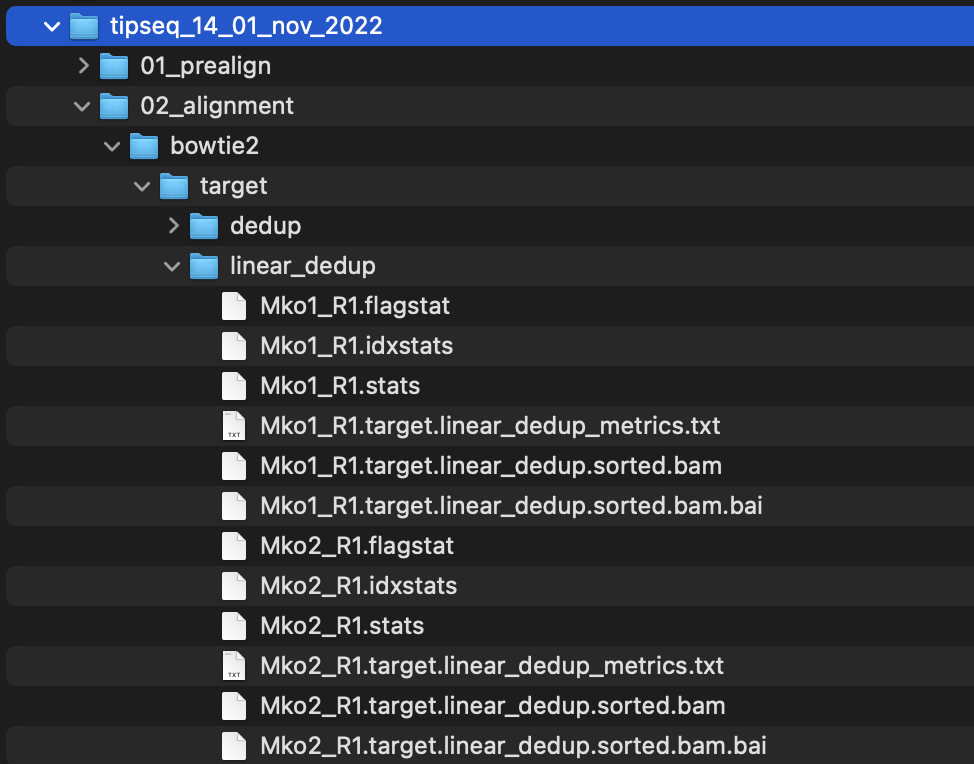 tipseq_14_01_nov_2022
01_prealign
02_alignment
bowtie2
target
dedup
linear_dedup
Mko1_R1.flagstat
Mko1_R1.idxstats
Mko1_R1.stats
TXT Mko1_R1.target.linear_dedup_metrics.txt
Mko1_R1.target.linear_dedup.sorted.bam
Mko1_R1.target.linear_dedup.sorted.bam.bai
Mko2_R1.flagstat
Mko2_R1.idxstats
Mko2_R1.stats
TXT Mko2_R1.target.linear_dedup_metrics.txt
Mko2_R1.target.linear_dedup.sorted.bam
Mko2_R1.target.linear_dedup.sorted.bam.bai